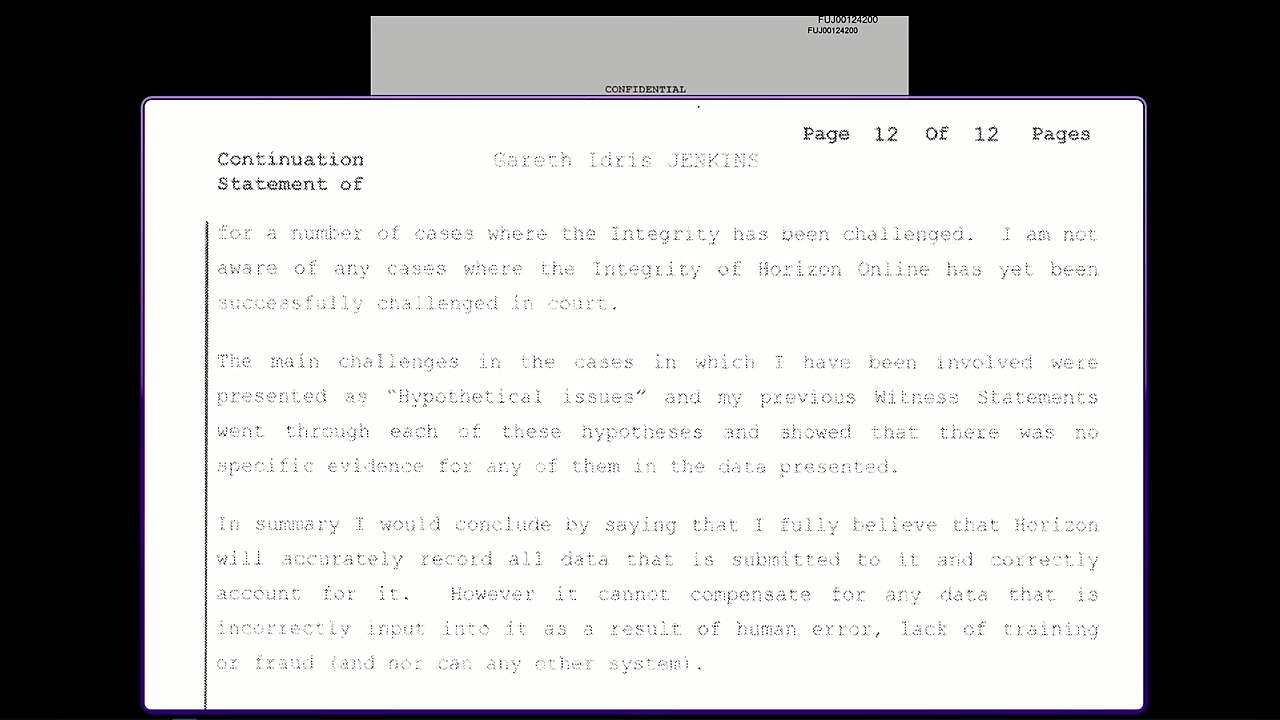 FUJ00124200
FUJ00124200
CONFIDENTIAL
Page 12 Of 12 Pages
Continuation Gareth Idris JENKINS
Statement of
for a number of cases where the Integrity has been challenged. I am not
aware of any cases where the Integrity of Horizon Online has yet been
successfully challenged in court.
The main challenges in the cases in which I have been involved were
presented as “Hypothetical issues” and my previous Witness Statements
went through each of these hypotheses and showed that there was no
specific evidence for any of them in the data presented.
In summary I would conclude by saying that I fully believe that Horizon
will accurately record all data that is submitted to it and correctly
account for it. However it cannot compensate for any data that is
incorrectly input into it as a result of human error, lack of training
or fraud (and nor can any other system).